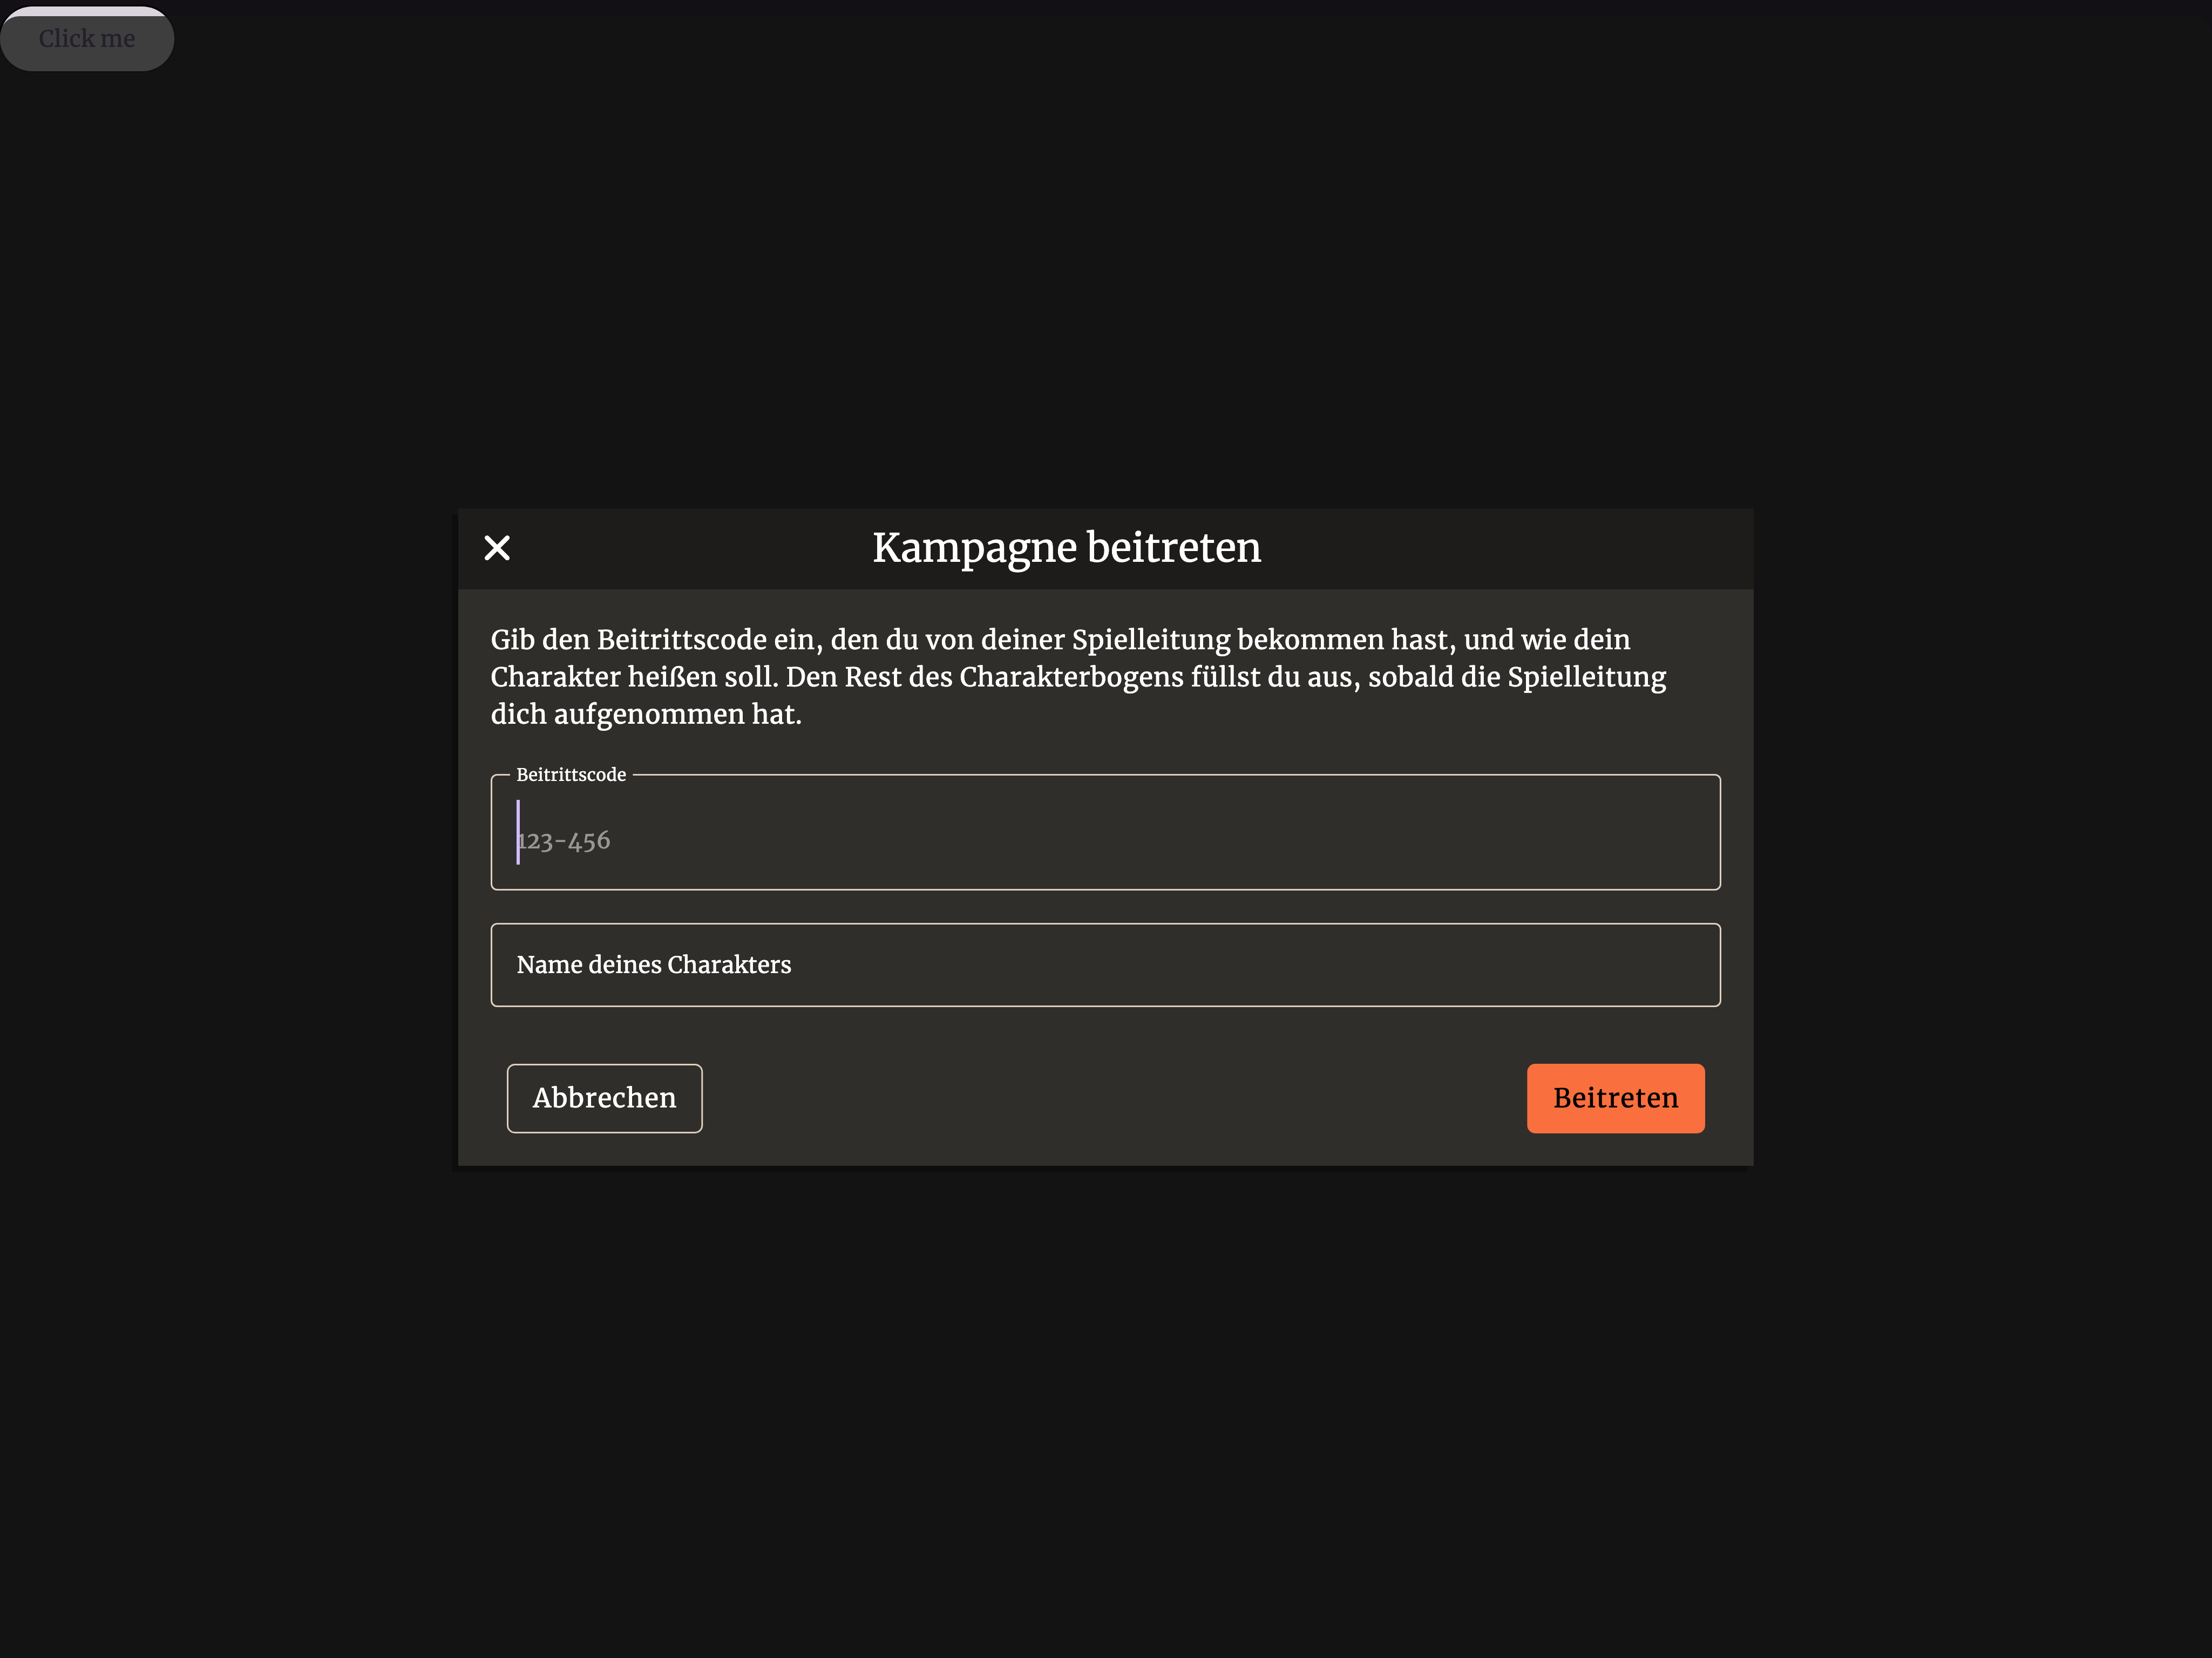 Click me
Kampagne beitreten
Gib den Beitrittscode ein, den du von deiner Spielleitung bekommen hast, und wie dein
Charakter heißen soll. Den Rest des Charakterbogens füllst du aus, sobald die Spielleitung
dich aufgenommen hat.
Beitrittscode
123-456
Name deines Charakters
Abbrechen
Beitreten